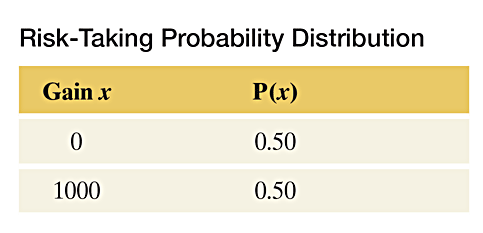 Risk-Taking Probability Distribution
Gain x P(x)
0 0.50
1000 0.50